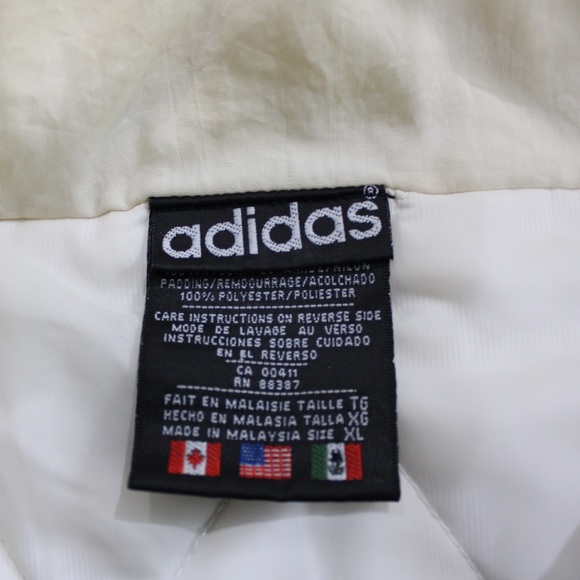 adidas®
PADDING/REMBOURRAGE/ACOLCHADO
100% POLYESTER/POLIESTER
CARE INSTRUCTIONS ON REVERSE SIDE
MODE DE LAVAGE AU VERSO
INSTRUCCIONES SOBRE CUIDADO
EN EL REVERSO
CA 00411
RN 88387
FAIT EN MALAISIE TAILLE TG
HECHO EN MALASIA TALLA XG
MADE IN MALAYSIA SIZE XL